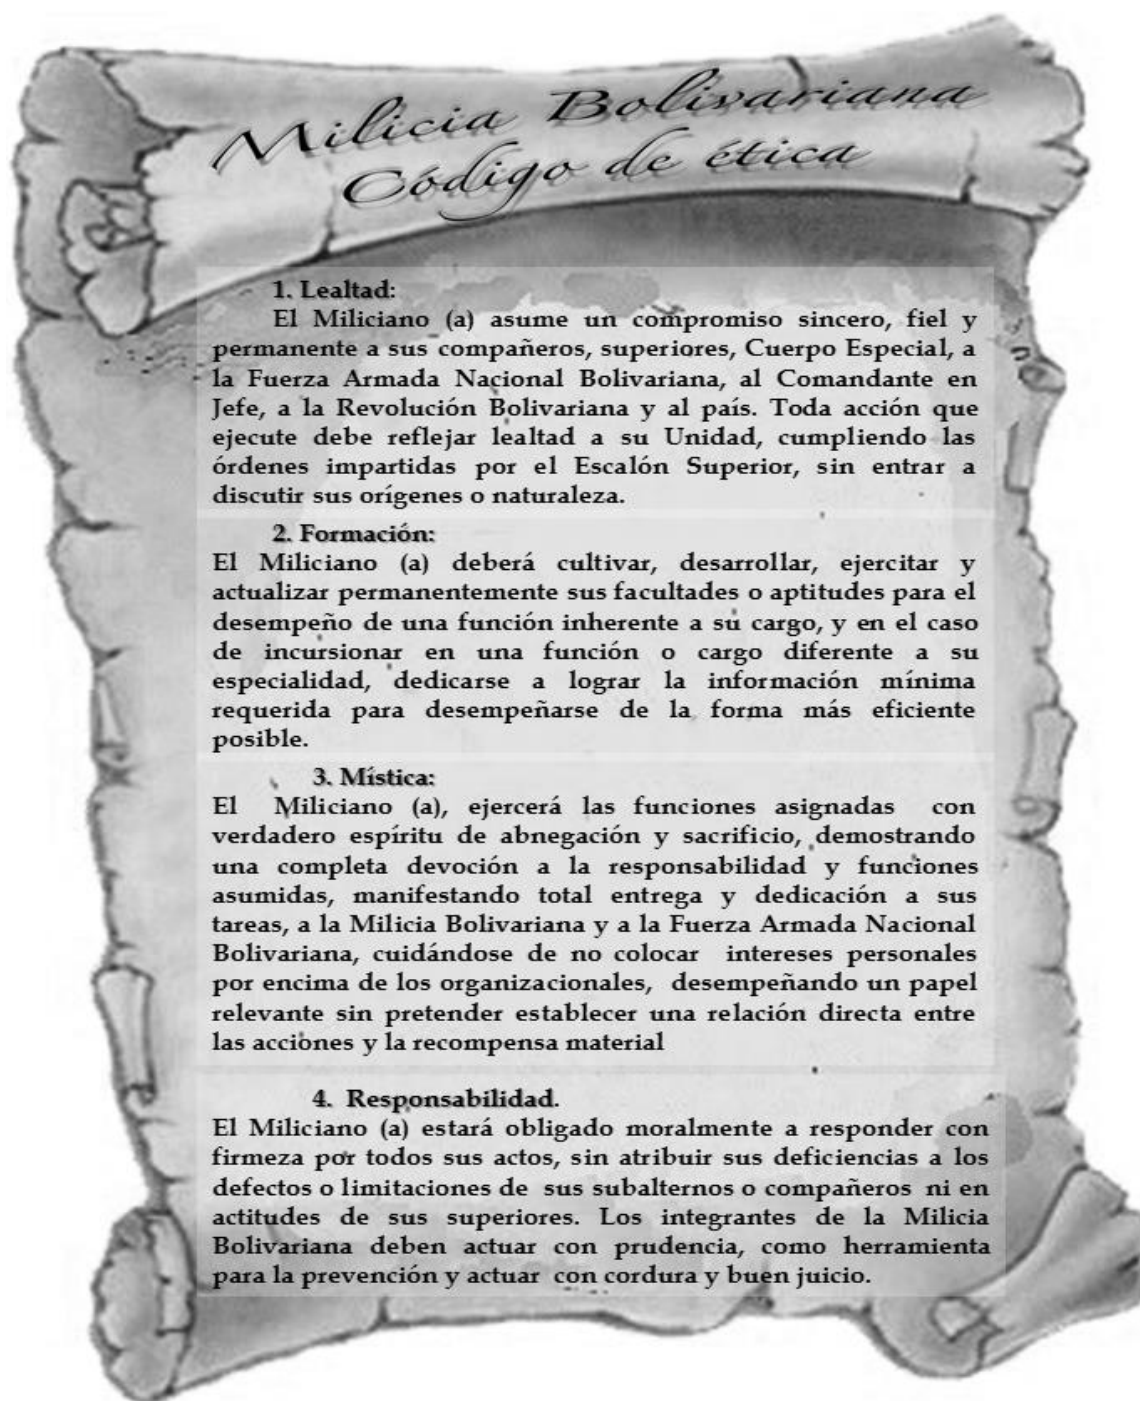 Milicia Bolivariana
Código de ética
1. Lealtad:
El Miliciano (a) asume un compromiso sincero, fiel y
permanente a sus compañeros, superiores, Cuerpo Especial, a
la Fuerza Armada Nacional Bolivariana, al Comandante en
Jefe, a la Revolución Bolivariana y al país. Toda acción que
ejecute debe reflejar lealtad a su Unidad, cumpliendo las
órdenes impartidas por el Escalón Superior, sin entrar a
discutir sus orígenes o naturaleza.
2. Formación:
El Miliciano (a) deberá cultivar, desarrollar, ejercitar y
actualizar permanentemente sus facultades o aptitudes para el
desempeño de una función inherente a su cargo, y en el caso
de incursionar en una función o cargo diferente a su
especialidad, dedicarse a lograr la información mínima
requerida para desempeñarse de la forma más eficiente
posible.
3. Mística:
El Miliciano (a), ejercerá las funciones asignadas con
verdadero espíritu de abnegación y sacrificio, demostrando
una completa devoción a la responsabilidad y funciones
asumidas, manifestando total entrega y dedicación a sus
tareas, a la Milicia Bolivariana y a la Fuerza Armada Nacional
Bolivariana, cuidándose de no colocar intereses personales
por encima de los organizacionales, desempeñando un papel
relevante sin pretender establecer una relación directa entre
las acciones y la recompensa material
4. Responsabilidad.
El Miliciano (a) estará obligado moralmente a responder con
firmeza por todos sus actos, sin atribuir sus deficiencias a los
defectos o limitaciones de sus subalternos o compañeros ni en
actitudes de sus superiores. Los integrantes de la Milicia
Bolivariana deben actuar con prudencia, como herramienta
para la prevención y actuar con cordura y buen juicio.